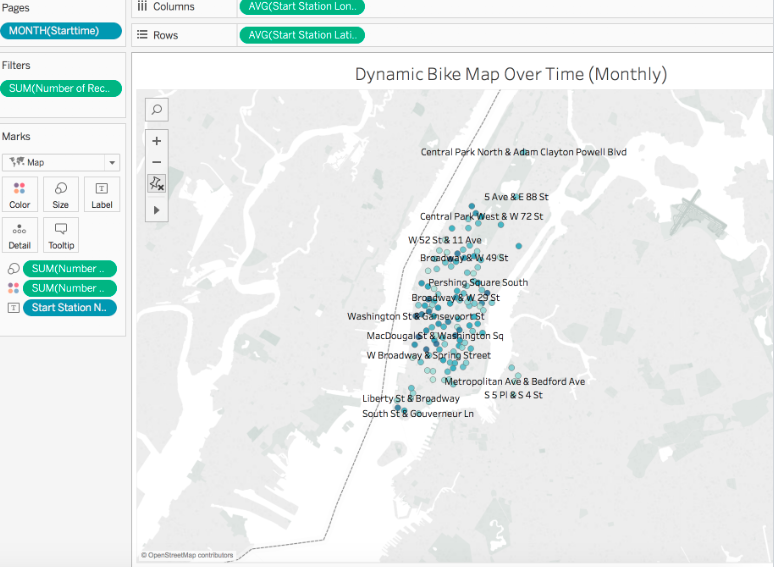 Pages
MONTH(Starttime)
Filters
SUM(Number of Rec..
Marks
Map
Color
Size
Label
Detail
Tooltip
SUM(Number ..
SUM(Number ..
Start Station N..
Columns
AVG(Start Station Lon..
Rows
AVG(Start Station Lati..
Dynamic Bike Map Over Time (Monthly)
Central Park North & Adam Clayton Powell Blvd
5 Ave & E 88 St
Central Park West & W 72 St
W 52 St & 11 Ave
Broadway & W 49 St
Pershing Square South
Broadway & W 29 St
Washington St & Gansevoort St
MacDougal St & Washington Sq
W Broadway & Spring Street
Metropolitan Ave & Bedford Ave
S 5 Pl & S 4 St
Liberty St & Broadway
South St & Gouverneur Ln
© OpenStreetMap contributors